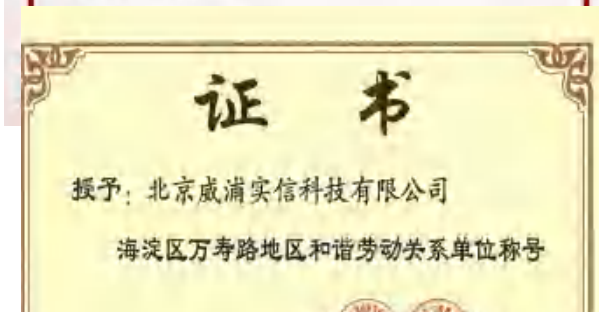 证 书
授予：北京威浦实信科技有限公司
海淀区万寿路地区和谐劳动关系单位称号